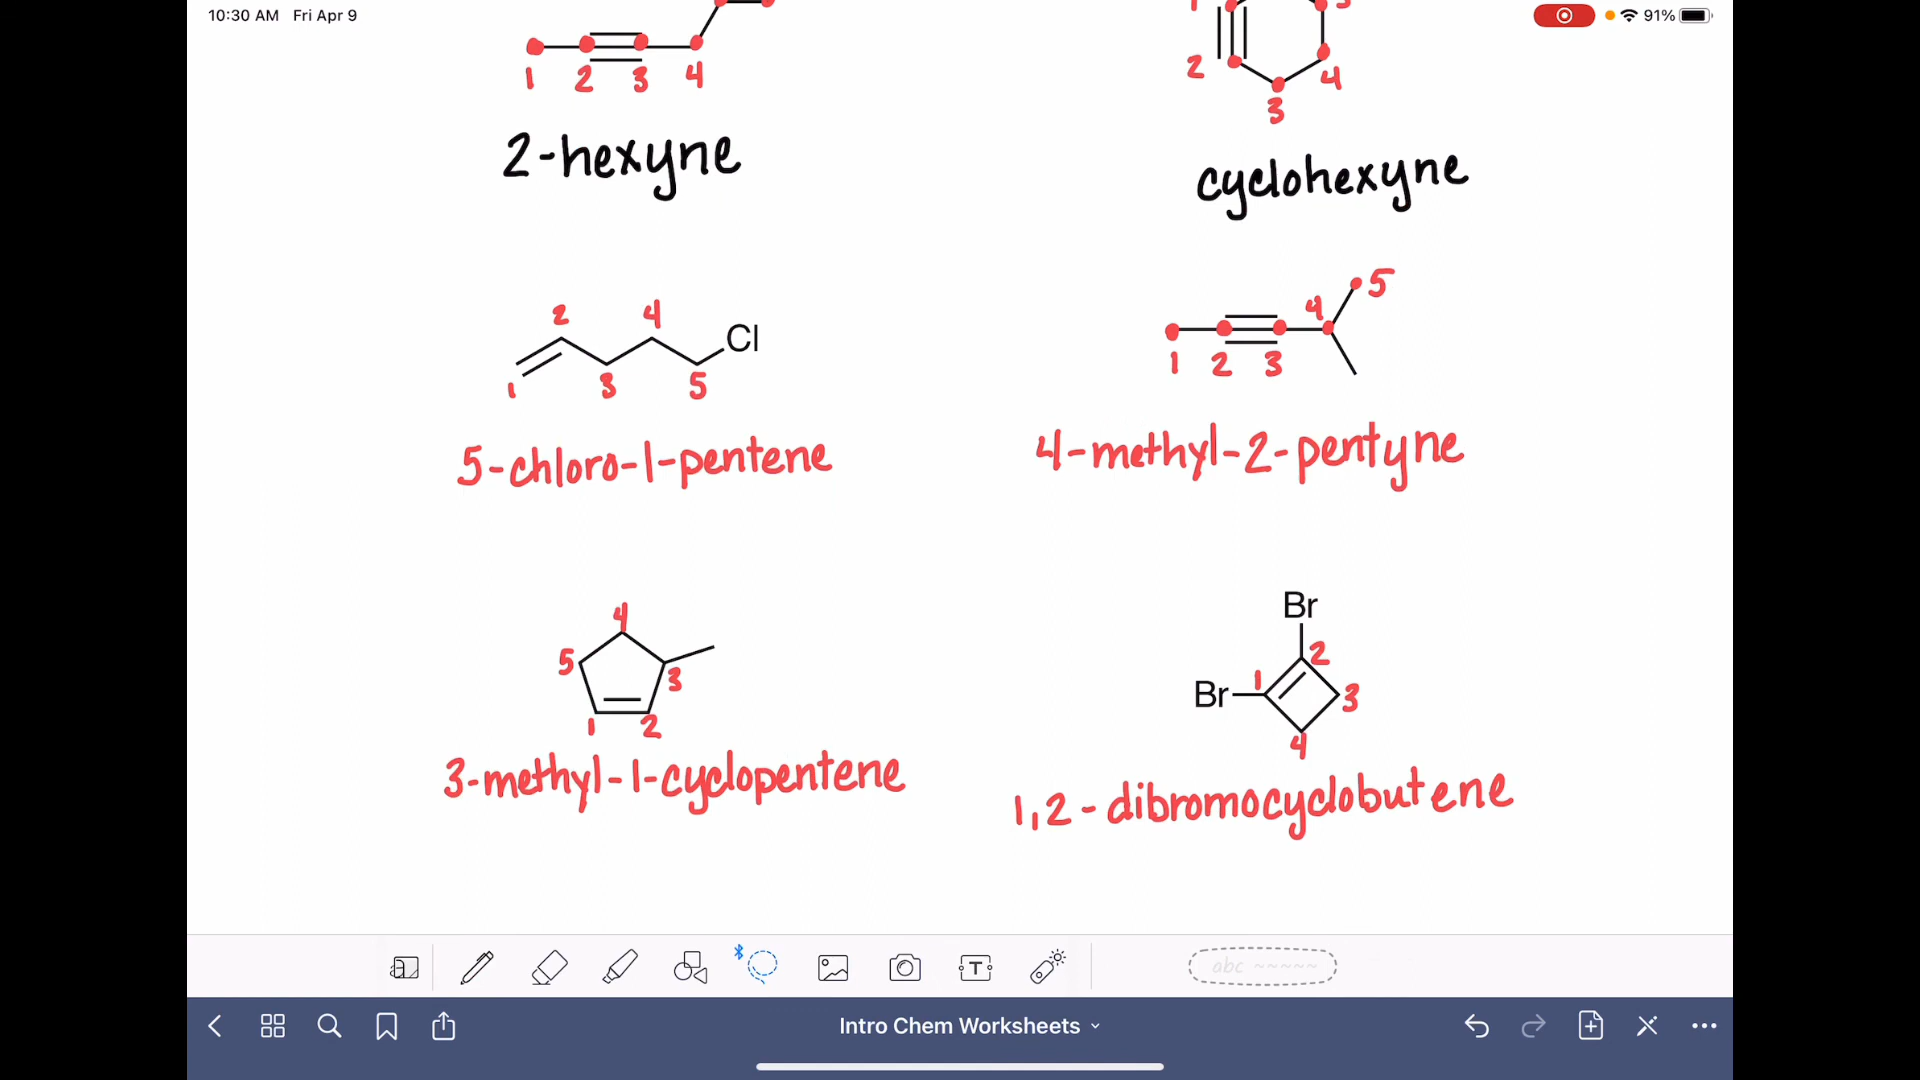 10:30 AM Fri Apr 9
91%
1 2 3 4
1 2 3 4 5
2-hexyne
cyclohexyne
1 2 3 4 5 Cl
1 2 3 4 5
5-chloro-1-pentene
4-methyl-2-pentyne
1 2 3 4 5
Br
Br
1 2 3 4
3-methyl-1-cyclopentene
1,2-dibromocyclobutene
abc
T
Intro Chem Worksheets